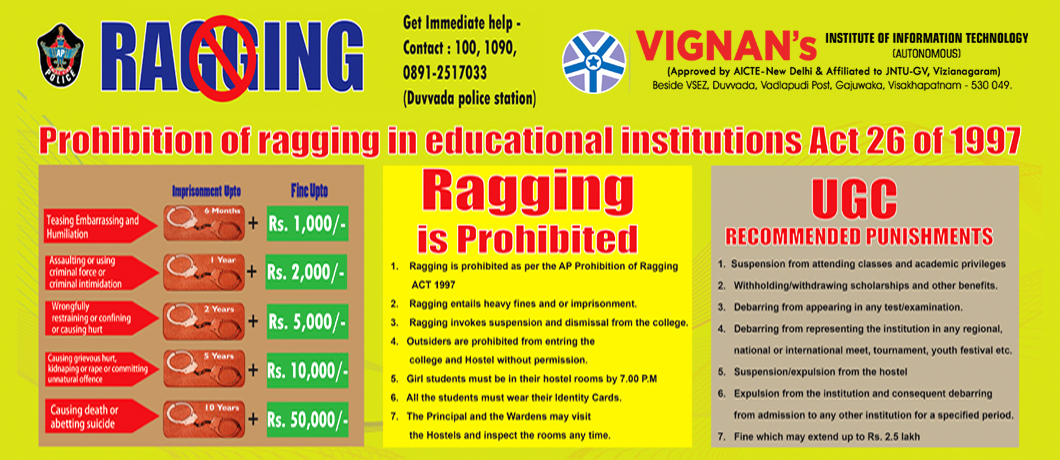 AP
POLICE
RAGGING
Get Immediate help -
Contact : 100, 1090,
0891-2517033
(Duvvada police station)
VIGNAN's INSTITUTE OF INFORMATION TECHNOLOGY
(AUTONOMOUS)
(Approved by AICTE-New Delhi & Affiliated to JNTU-GV, Vizianagaram)
Beside VSEZ, Duvvada, Vadlapudi Post, Gajuwaka, Visakhapatnam - 530 049.
Prohibition of ragging in educational institutions Act 26 of 1997
Imprisonment Upto Fine Upto
Teasing Embarrassing and
Humiliation
6 Months + Rs. 1,000/-
Assaulting or using
criminal force or
criminal intimidation
1 Year + Rs. 2,000/-
Wrongfully
restraining or confining
or causing hurt
2 Years + Rs. 5,000/-
Causing grievous hurt,
kidnaping or rape or committing
unnatural offence
5 Years + Rs. 10,000/-
Causing death or
abetting suicide
10 Years + Rs. 50,000/-
Ragging
is Prohibited
1. Ragging is prohibited as per the AP Prohibition of Ragging
ACT 1997
2. Ragging entails heavy fines and or imprisonment.
3. Ragging invokes suspension and dismissal from the college.
4. Outsiders are prohibited from entring the
college and Hostel without permission.
5. Girl students must be in their hostel rooms by 7.00 P.M
6. All the students must wear their Identity Cards.
7. The Principal and the Wardens may visit
the Hostels and inspect the rooms any time.
UGC
RECOMMENDED PUNISHMENTS
1. Suspension from attending classes and academic privileges
2. Withholding/withdrawing scholarships and other benefits.
3. Debarring from appearing in any test/examination.
4. Debarring from representing the institution in any regional,
national or international meet, tournament, youth festival etc.
5. Suspension/expulsion from the hostel
6. Expulsion from the institution and consequent debarring
from admission to any other institution for a specified period.
7. Fine which may extend up to Rs. 2.5 lakh